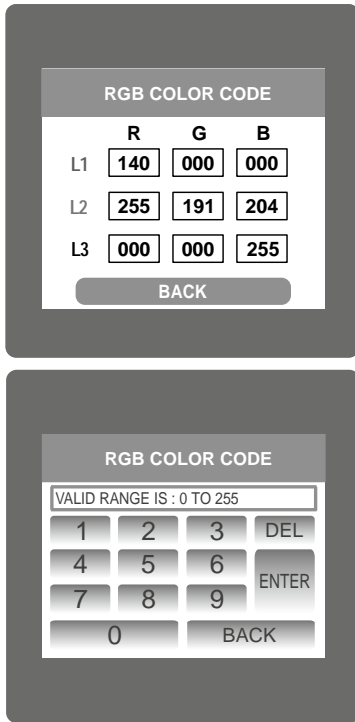 RGB COLOR CODE
R G B
L1 140 000 000
L2 255 191 204
L3 000 000 255
BACK
RGB COLOR CODE
VALID RANGE IS : 0 TO 255
1 2 3 DEL
4 5 6
ENTER
7 8 9
0 BACK